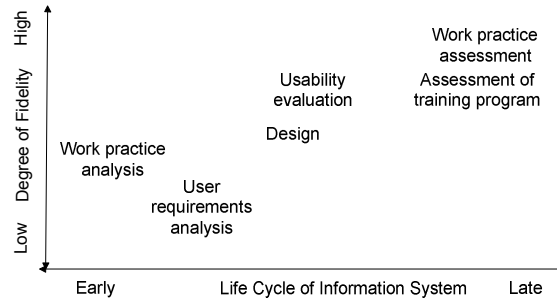 High
Degree of Fidelity
Low
Work practice
assessment
Usability
evaluation
Assessment of
training program
Design
Work practice
analysis
User
requirements
analysis
Early
Life Cycle of Information System
Late